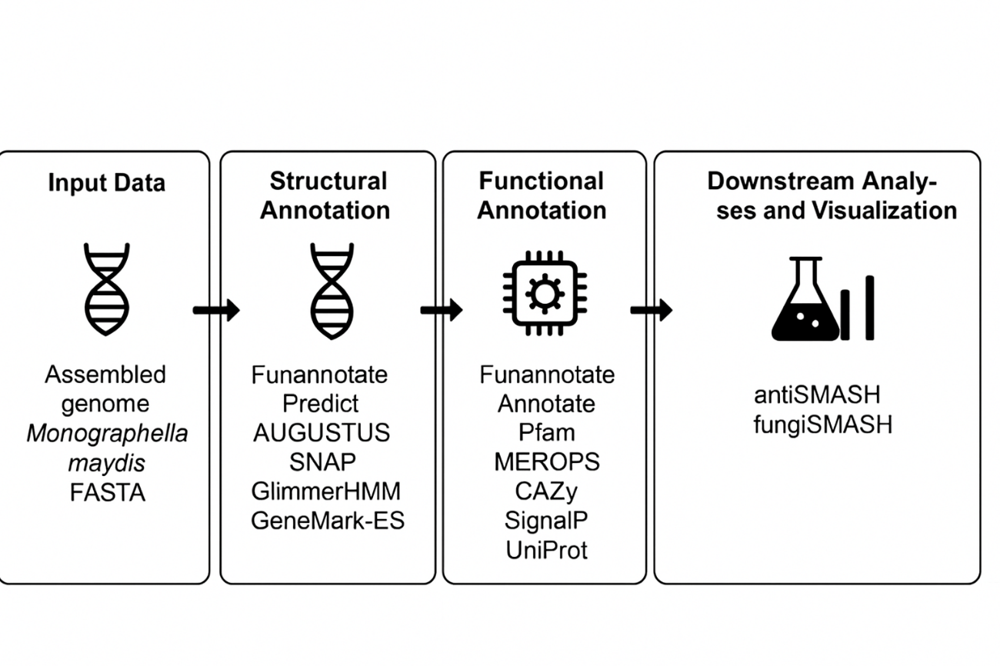 Input Data
Assembled
genome
Monographella
maydis
FASTA
Structural
Annotation
Funannotate
Predict
AUGUSTUS
SNAP
GlimmerHMM
GeneMark-ES
Functional
Annotation
Funannotate
Annotate
Pfam
MEROPS
CAZy
SignalP
UniProt
Downstream Analy-
ses and Visualization
antiSMASH
fungiSMASH